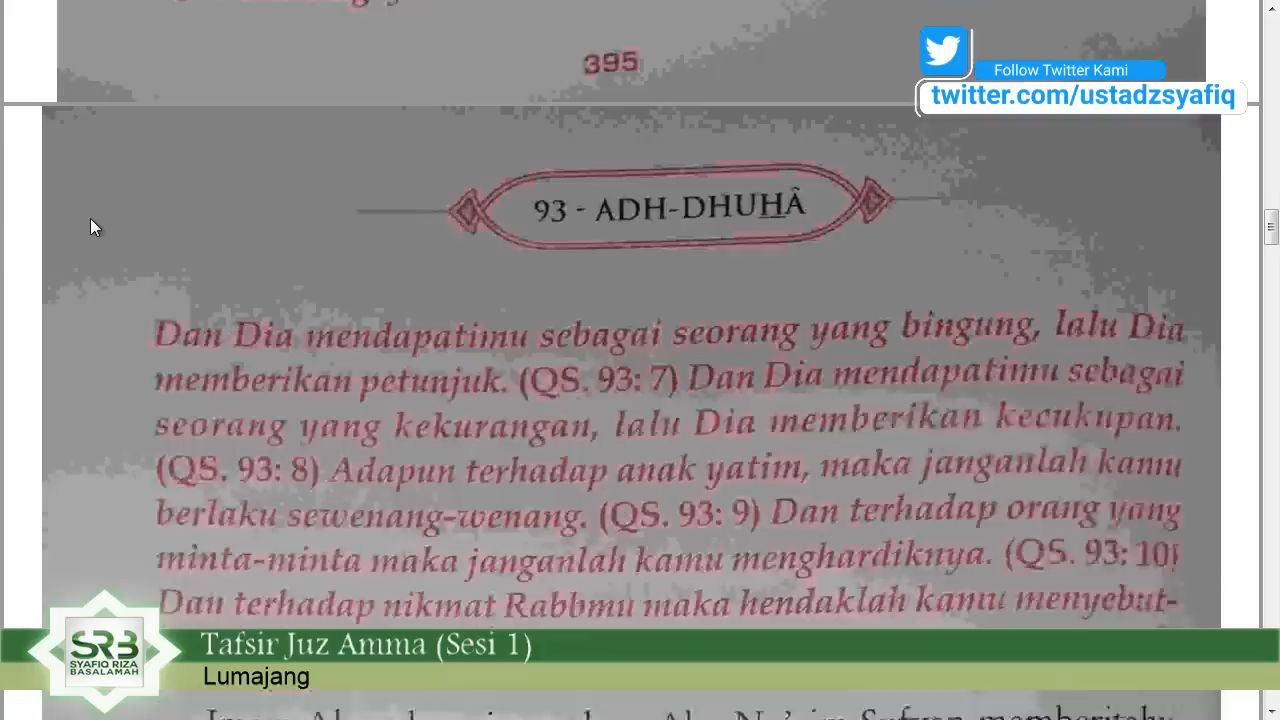 395
Follow Twitter Kami
twitter.com/ustadzsyafiq
93 - ADH-DHUHÂ
Dan Dia mendapatimu sebagai seorang yang bingung, lalu Dia
memberikan petunjuk. (QS. 93: 7) Dan Dia mendapatimu sebagai
seorang yang kekurangan, lalu Dia memberikan kecukupan.
(QS. 93: 8) Adapun terhadap anak yatim, maka janganlah kamu
berlaku sewenang-wenang. (QS. 93: 9) Dan terhadap orang yang
minta-minta maka janganlah kamu menghardiknya. (QS. 93: 10)
Dan terhadap nikmat Rabbmu maka hendaklah kamu menyebut-
SRB
SYAFIQ RIZA
BASALAMAH
Tafsir Juz Amma (Sesi 1)
Lumajang